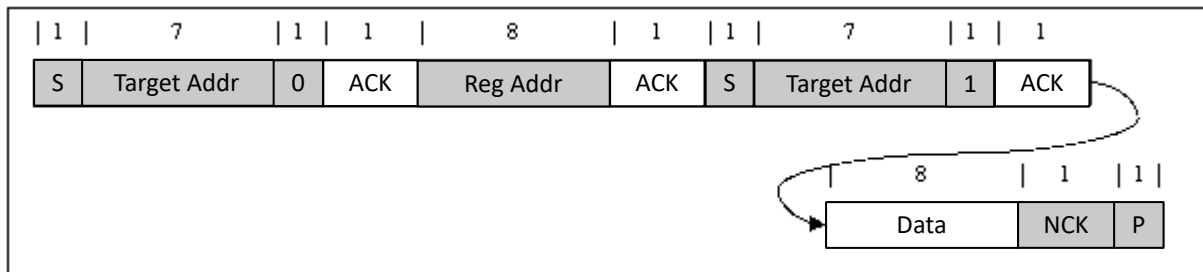 | 1 | 7 | 1 | 1 | 8 | 1 | 1 | 7 | 1 | 1
S Target Addr 0 ACK Reg Addr ACK S Target Addr 1 ACK
| 8 | 1 | 1 |
Data NCK P